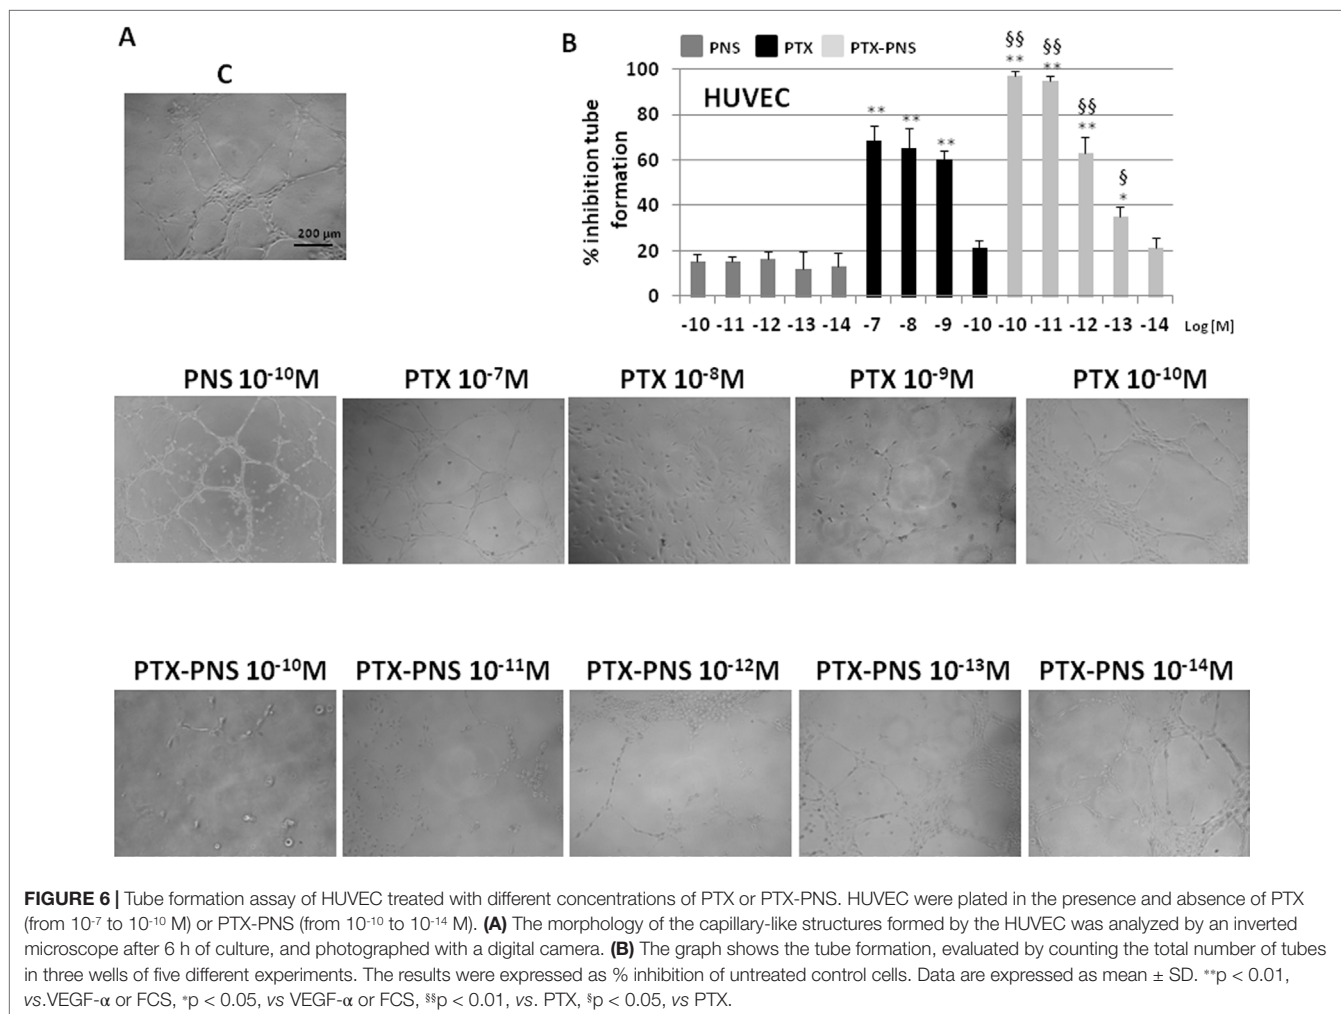 A
C
200 μm
B
PNS PTX PTX-PNS
HUVEC
% inhibition tube
formation
100
80
60
40
20
0
§§ §§ §§ §
** ** ** ** ** ** *
-10 -11 -12 -13 -14 -7 -8 -9 -10 -10 -11 -12 -13 -14 Log [M]
PNS 10⁻¹⁰M PTX 10⁻⁷M PTX 10⁻⁸M PTX 10⁻⁹M PTX 10⁻¹⁰M
PTX-PNS 10⁻¹⁰M PTX-PNS 10⁻¹¹M PTX-PNS 10⁻¹²M PTX-PNS 10⁻¹³M PTX-PNS 10⁻¹⁴M
FIGURE 6 | Tube formation assay of HUVEC treated with different concentrations of PTX or PTX-PNS. HUVEC were plated in the presence and absence of PTX
(from 10⁻⁷ to 10⁻¹⁰ M) or PTX-PNS (from 10⁻¹⁰ to 10⁻¹⁴ M). (A) The morphology of the capillary-like structures formed by the HUVEC was analyzed by an inverted
microscope after 6 h of culture, and photographed with a digital camera. (B) The graph shows the tube formation, evaluated by counting the total number of tubes
in three wells of five different experiments. The results were expressed as % inhibition of untreated control cells. Data are expressed as mean ± SD. **p < 0.01,
vs.VEGF-α or FCS, *p < 0.05, vs VEGF-α or FCS, §§p < 0.01, vs. PTX, §p < 0.05, vs PTX.